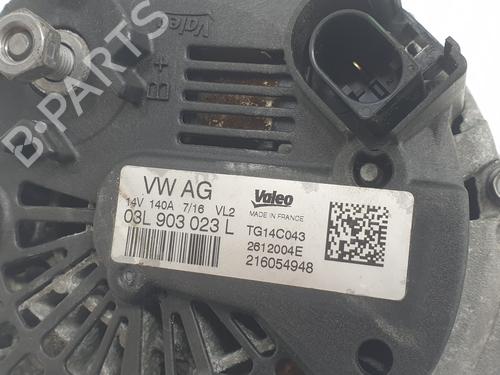 Valeo
B+
B-PARTS
VW AG
14V 140A 7/16 VL2
03L 903 023 L
Valeo
MADE IN FRANCE
TG14C043
2612004E
216054948